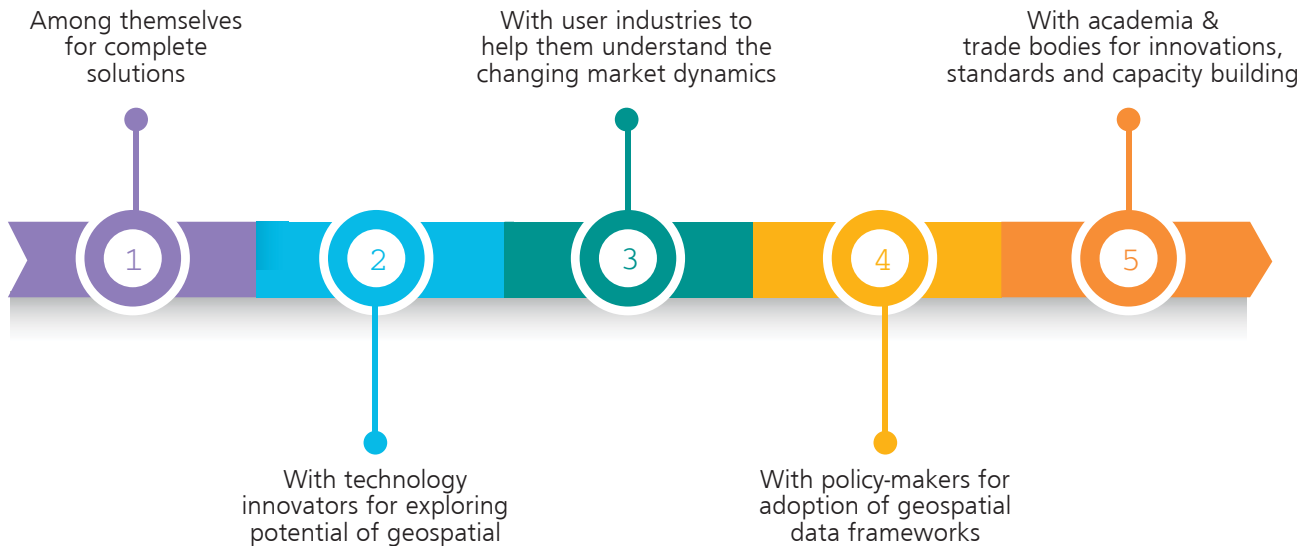 Among themselves
for complete
solutions
With user industries to
help them understand the
changing market dynamics
With academia &
trade bodies for innovations,
standards and capacity building
1
2
3
4
5
With technology
innovators for exploring
potential of geospatial
With policy-makers for
adoption of geospatial
data frameworks